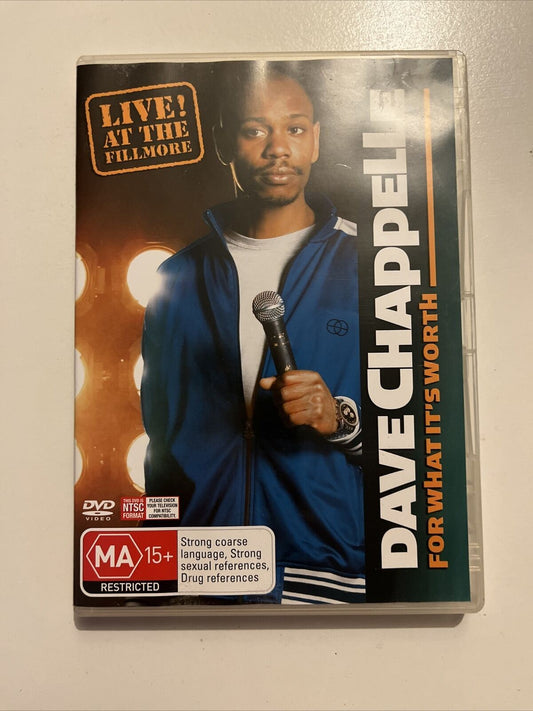 LIVE!
AT THE
FILLMORE
DAVE CHAPPELLE
FOR WHAT IT'S WORTH
DVD
VIDEO
THIS DVD IS
NTSC
FORMAT
PLEASE CHECK
YOUR TELEVISION
FOR NTSC
COMPATIBILITY.
MA 15+
RESTRICTED
Strong coarse
language, Strong
sexual references,
Drug references